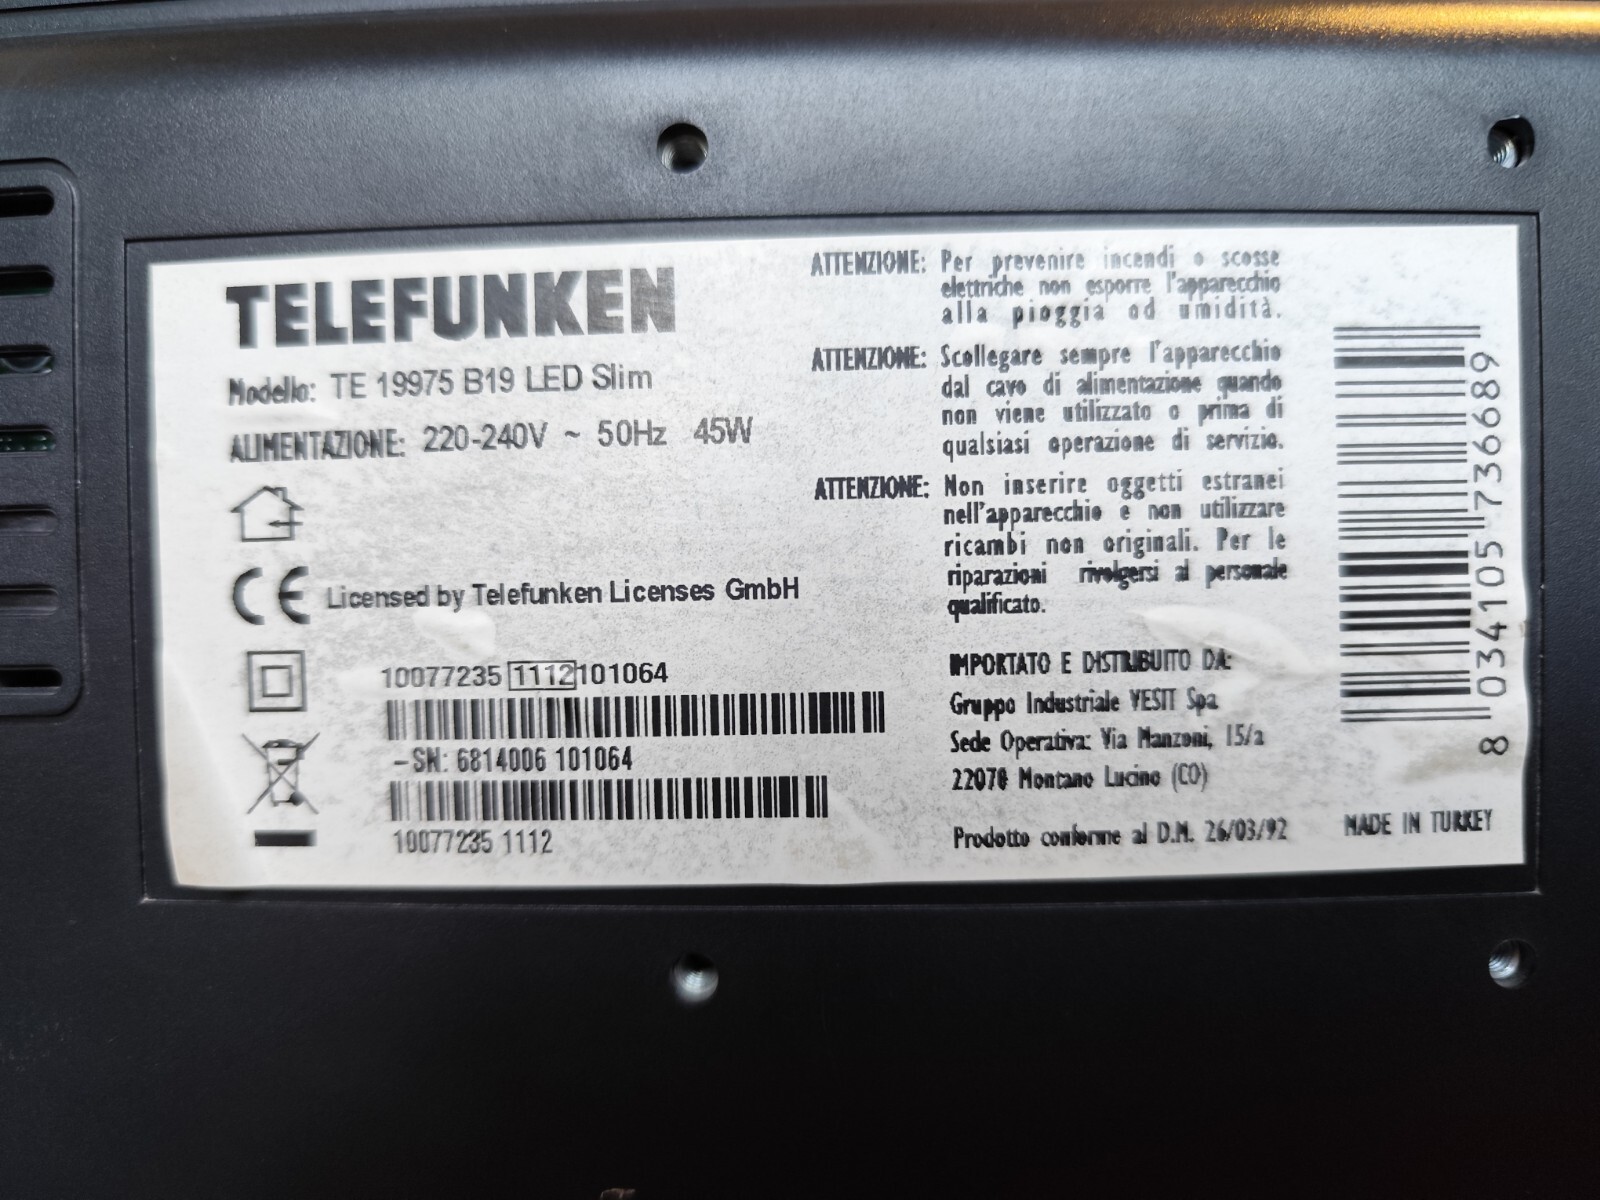 TELEFUNKEN
Modello: TE 19975 B19 LED Slim
ALIMENTAZIONE: 220-240V ~ 50Hz 45W
CE Licensed by Telefunken Licenses GmbH
10077235 1112 101064
-SN: 6814006 101064
10077235 1112
ATTENZIONE: Per prevenire incendi o scosse
elettriche non esporre l'apparecchio
alla pioggia od umidità.
ATTENZIONE: Scollegare sempre l'apparecchio
dal cavo di alimentazione quando
non viene utilizzato o prima di
qualsiasi operazione di servizio.
ATTENZIONE: Non inserire oggetti estranei
nell'apparecchio e non utilizzare
ricambi non originali. Per le
riparazioni rivolgersi al personale
qualificato.
IMPORTATO E DISTRIBUITO DA:
Gruppo Industriale VESIT Spa
Sede Operativa: Via Manzoni, 15/a
22070 Montano Lucino (CO)
Prodotto conforme al D.M. 26/03/92
MADE IN TURKEY
8 034105 736689